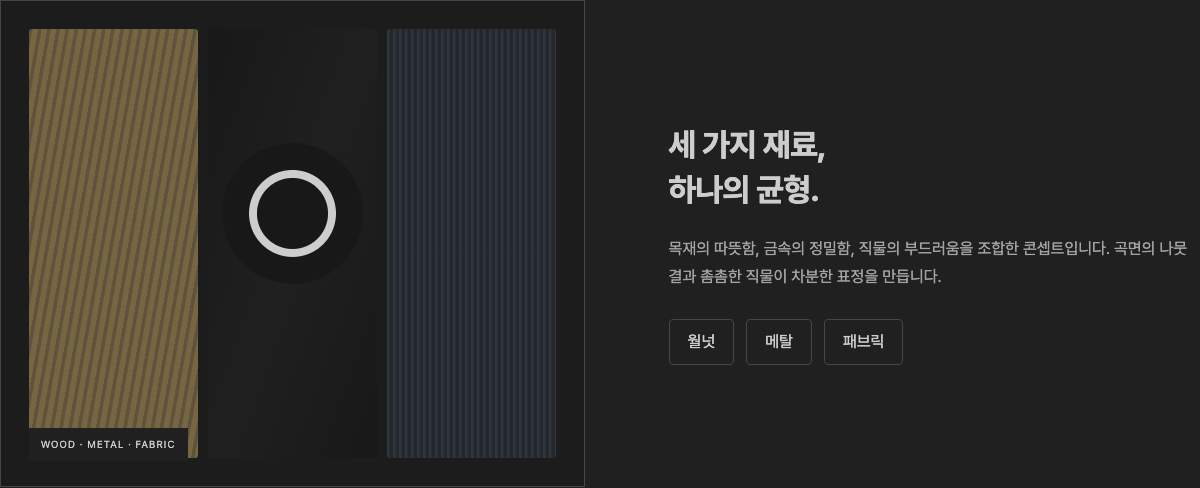 WOOD · METAL · FABRIC
세 가지 재료,
하나의 균형.
목재의 따뜻함, 금속의 정밀함, 직물의 부드러움을 조합한 콘셉트입니다. 곡면의 나뭇
결과 촘촘한 직물이 차분한 표정을 만듭니다.
월넛
메탈
패브릭